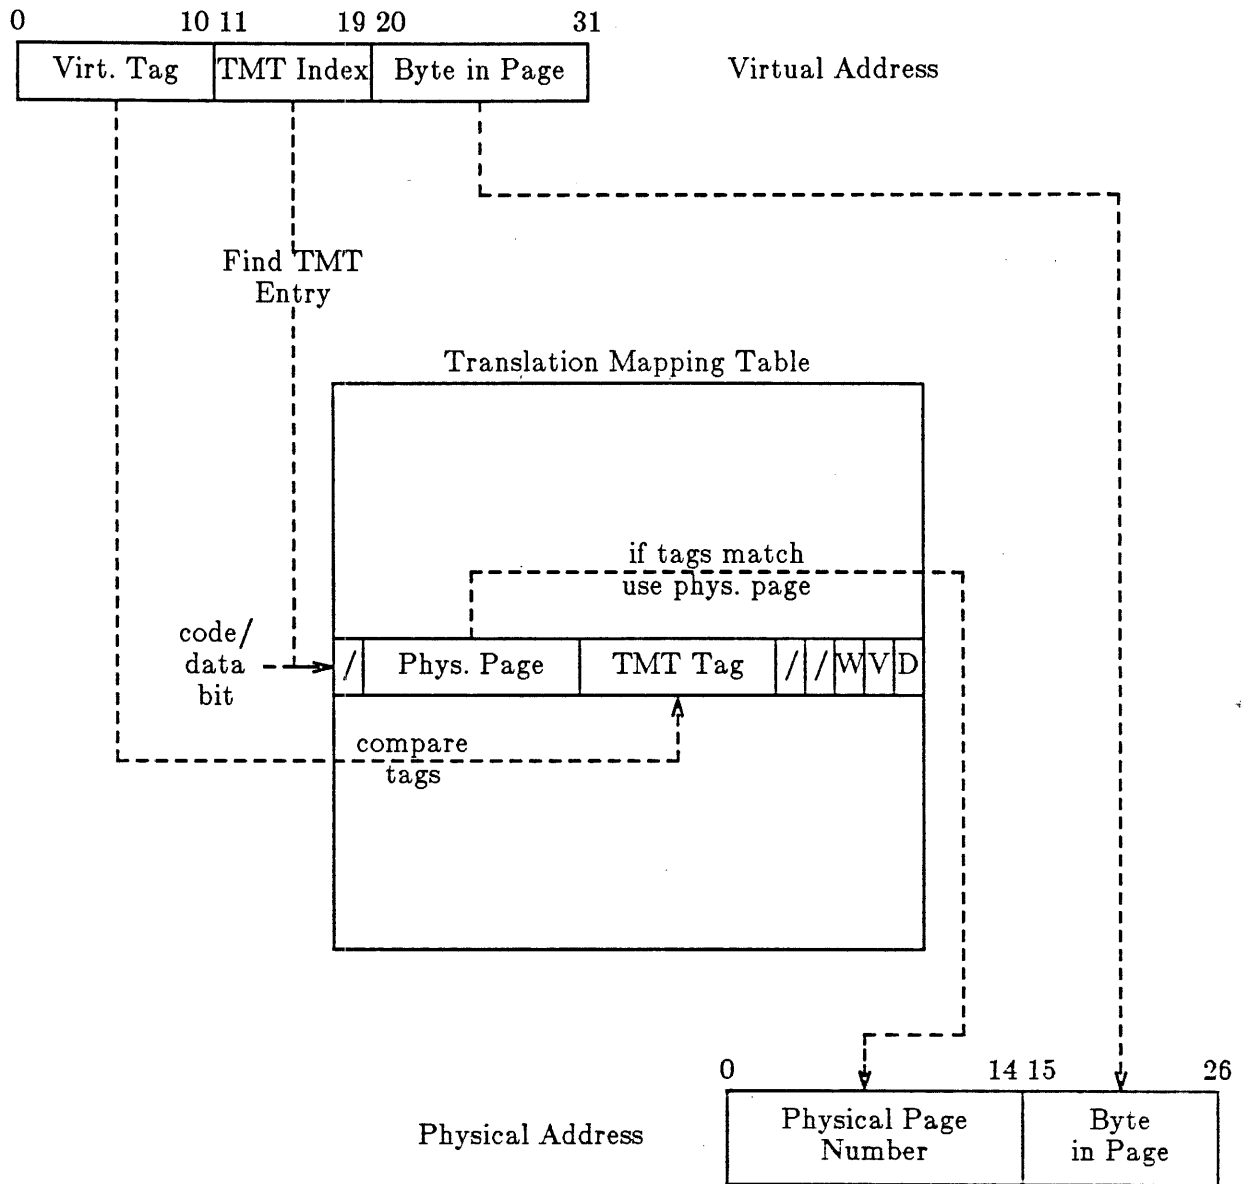 0 10 11 19 20 31
Virt. Tag TMT Index Byte in Page Virtual Address
Find TMT
Entry
Translation Mapping Table
if tags match
use phys. page
code/
data
bit
/ Phys. Page TMT Tag / / W V D
compare
tags
0 14 15 26
Physical Address
Physical Page
Number
Byte
in Page